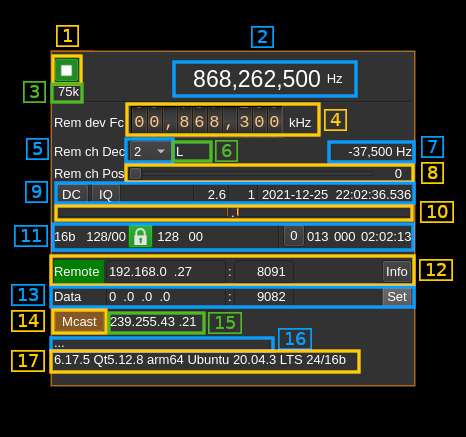 1 2
868,262,500 Hz
3 75k
Rem dev Fc 00,868,300 kHz 4
5 Rem ch Dec 2 L 6 -37,500 Hz 7
Rem ch Pos 0 8
9 DC IQ 2.6 1 2021-12-25 22:02:36.536
10
11 16b 128/00 128 00 0 013 000 02:02:13
Remote 192.168.0 .27 : 8091 Info 12
13 Data 0 .0 .0 .0 : 9082 Set
14 Mcast 239.255.43 .21 15
... 16
17 6.17.5 Qt5.12.8 arm64 Ubuntu 20.04.3 LTS 24/16b